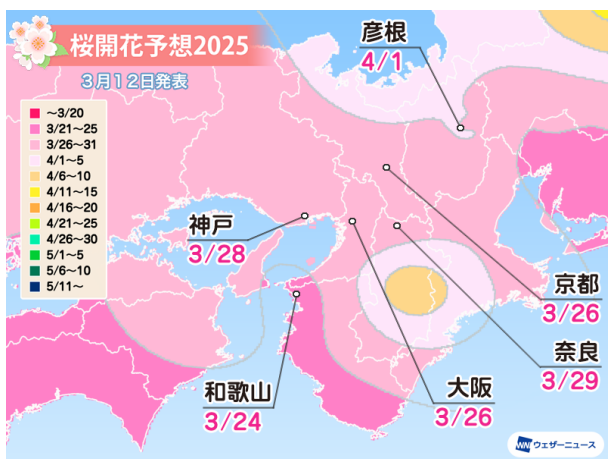 桜開花予想2025
3月12日発表
～3/20
3/21～25
3/26～31
4/1～5
4/6～10
4/11～15
4/16～20
4/21～25
4/26～30
5/1～5
5/6～10
5/11～
彦根
4/1
神戸
3/28
京都
3/26
奈良
3/29
大阪
3/26
和歌山
3/24
WNI ウェザーニュース